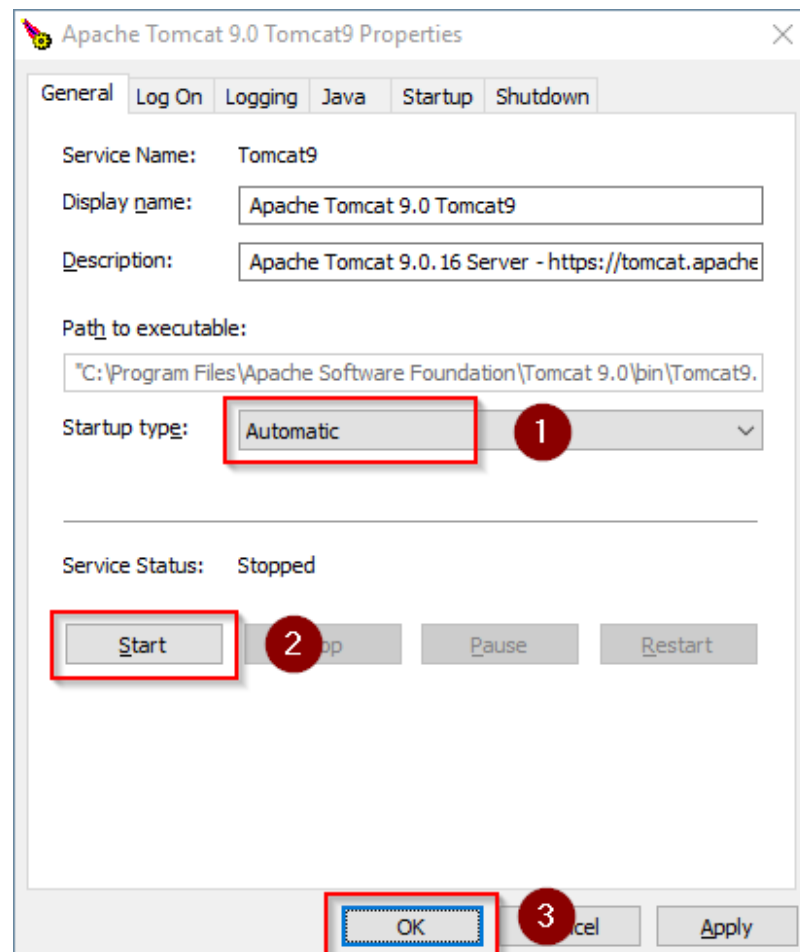 Apache Tomcat 9.0 Tomcat9 Properties
General Log On Logging Java Startup Shutdown
Service Name: Tomcat9
Display name: Apache Tomcat 9.0 Tomcat9
Description: Apache Tomcat 9.0.16 Server - https://tomcat.apache
Path to executable:
"C:\Program Files\Apache Software Foundation\Tomcat 9.0\bin\Tomcat9.
Startup type: Automatic 1
Service Status: Stopped
Start 2 op Pause Restart
OK 3 cel Apply